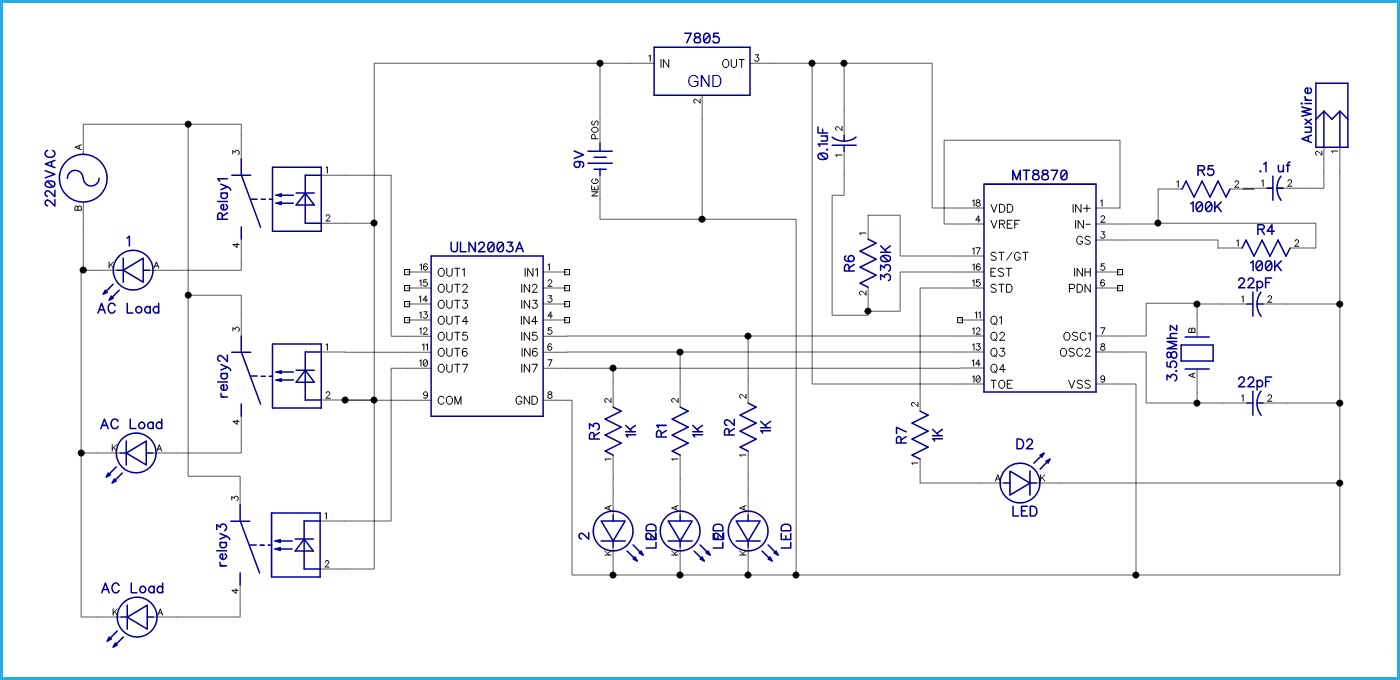 7805
1 IN OUT 3
GND
2
220VAC
A
B
3
Relay1
4
1
2
1
K A
AC Load
3
relay2
4
1
2
AC Load
K A
3
relay3
4
1
2
AC Load
K A
9V
POS
NEG
0.1uF
2
1
ULN2003A
16 OUT1 IN1 1
15 OUT2 IN2 2
14 OUT3 IN3 3
13 OUT4 IN4 4
12 OUT5 IN5 5
11 OUT6 IN6 6
10 OUT7 IN7 7
9 COM GND 8
R6
330K
1
2
MT8870
18 VDD IN+ 1
4 VREF IN- 2
GS 3
17 ST/GT
16 EST INH 5
15 STD PDN 6
11 Q1
12 Q2 OSC1 7
13 Q3 OSC2 8
14 Q4
10 TOE VSS 9
AuxWire
2 1
R5
1 2
100K
.1 uf
1 2
R4
1 2
100K
22pF
1 2
3.58Mhz
B
A
22pF
1 2
R3
1K
2
1
R1
1K
2
1
R2
1K
2
1
R7
1K
2
1
D2
A K
LED
2
A
K
LED
A
K
LED
A
K
LED